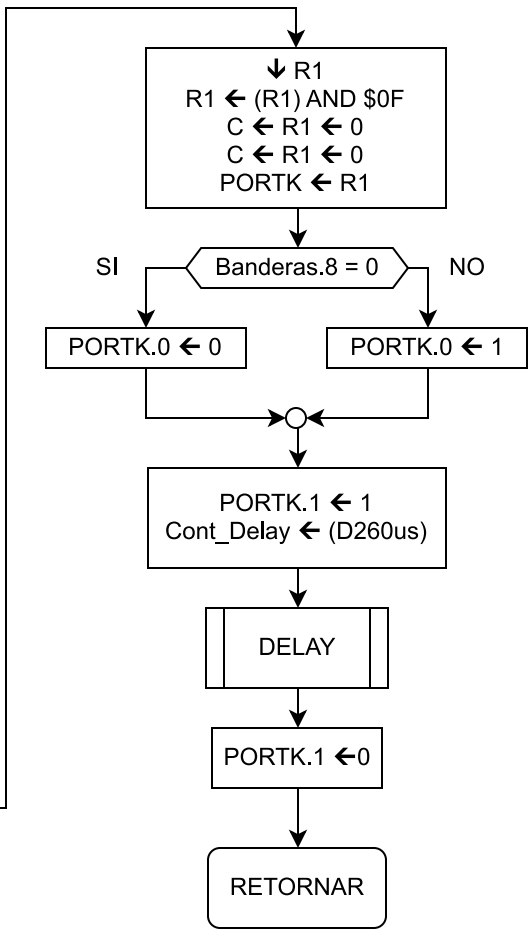 🡫 R1
R1 🡨 (R1) AND $0F
C 🡨 R1 🡨 0
C 🡨 R1 🡨 0
PORTK 🡨 R1
SI
Banderas.8 = 0
NO
PORTK.0 🡨 0
PORTK.0 🡨 1
PORTK.1 🡨 1
Cont_Delay 🡨 (D260us)
DELAY
PORTK.1 🡨0
RETORNAR